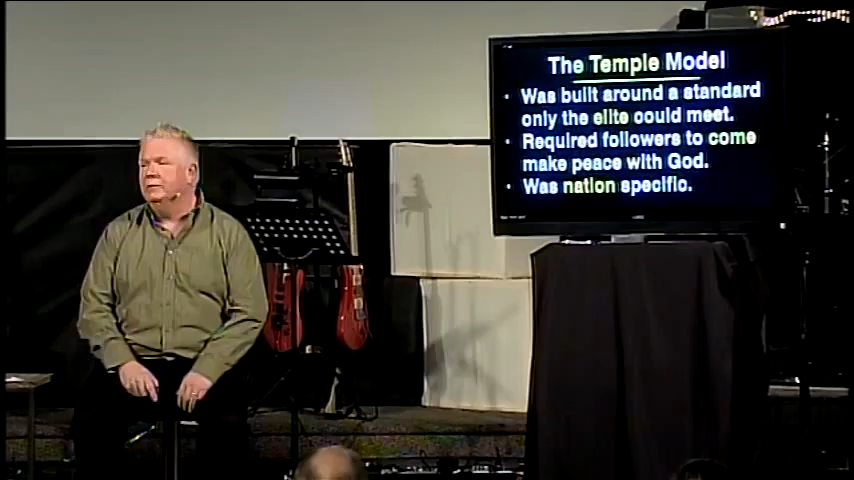 The Temple Model
• Was built around a standard
only the elite could meet.
• Required followers to come
make peace with God.
• Was nation specific.